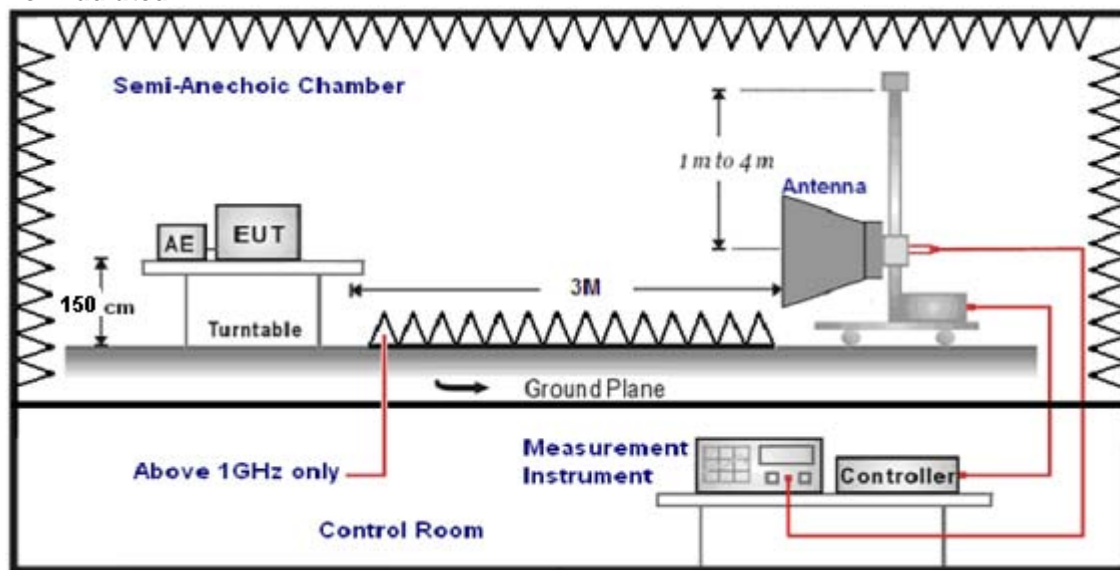 Semi-Anechoic Chamber
1 m to 4 m
Antenna
AE
EUT
150 cm
3M
Turntable
Ground Plane
Above 1GHz only
Measurement
Instrument
Controller
Control Room